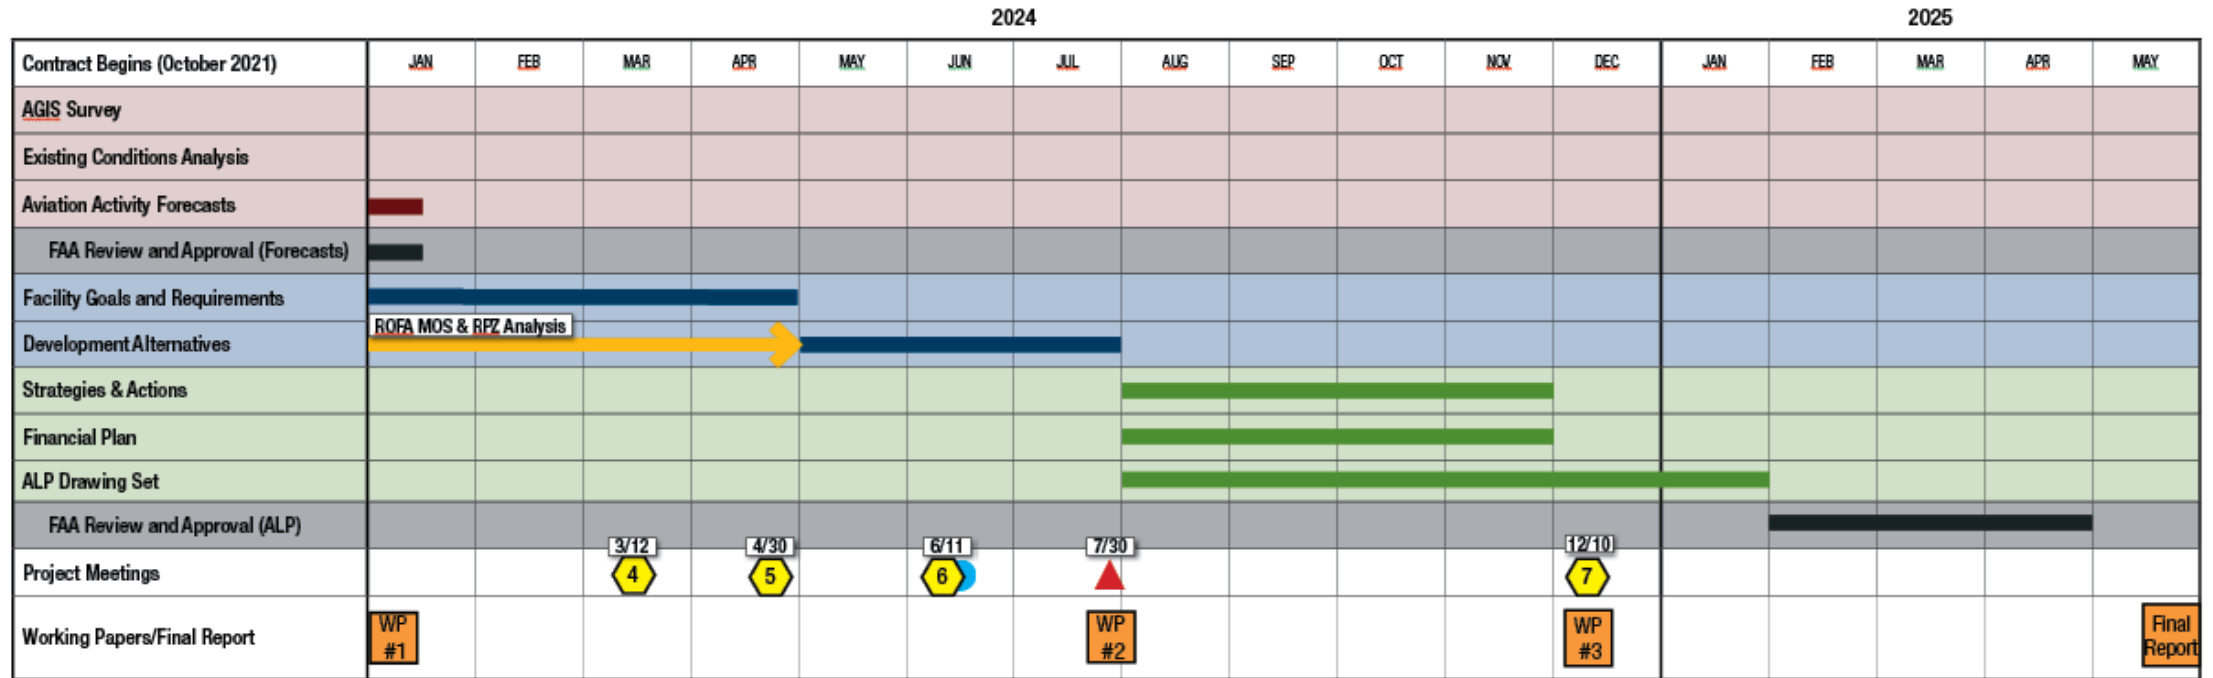 2024 2025
Contract Begins (October 2021) JAN FEB MAR APR MAY JUN JUL AUG SEP OCT NOV DEC JAN FEB MAR APR MAY
AGIS Survey
Existing Conditions Analysis
Aviation Activity Forecasts
FAA Review and Approval (Forecasts)
Facility Goals and Requirements
ROFA MOS & RPZ Analysis
Development Alternatives
Strategies & Actions
Financial Plan
ALP Drawing Set
FAA Review and Approval (ALP)
3/12 4/30 6/11 7/30 12/10
Project Meetings 4 5 6 7
Working Papers/Final Report
WP
#1
WP
#2
WP
#3
Final
Report